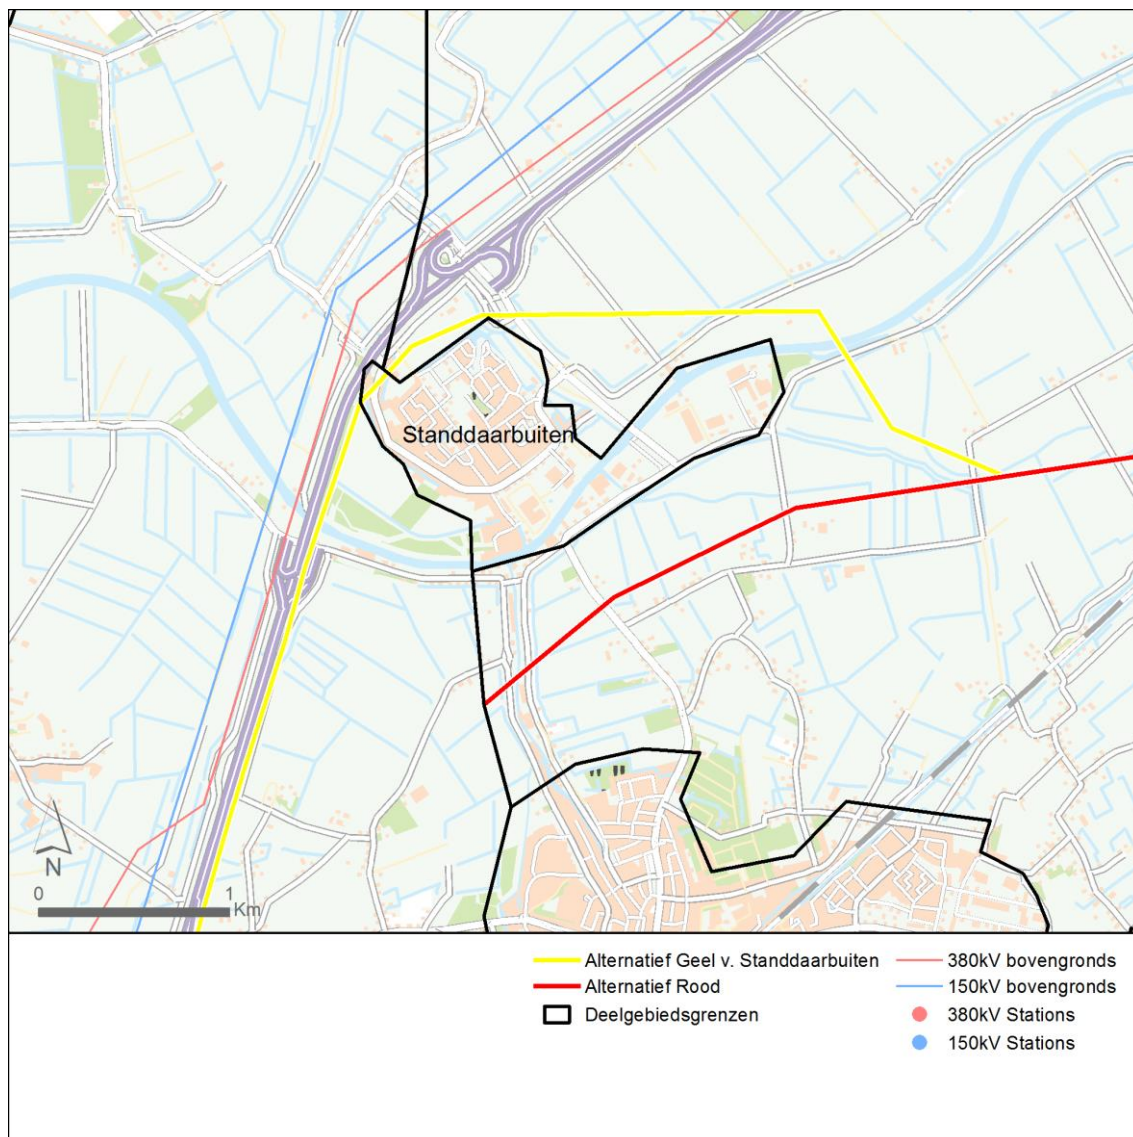 Standdaarbuiten
N
0 1
Km
Alternatief Geel v. Standdaarbuiten
Alternatief Rood
Deelgebiedsgrenzen
380kV bovengronds
150kV bovengronds
380kV Stations
150kV Stations